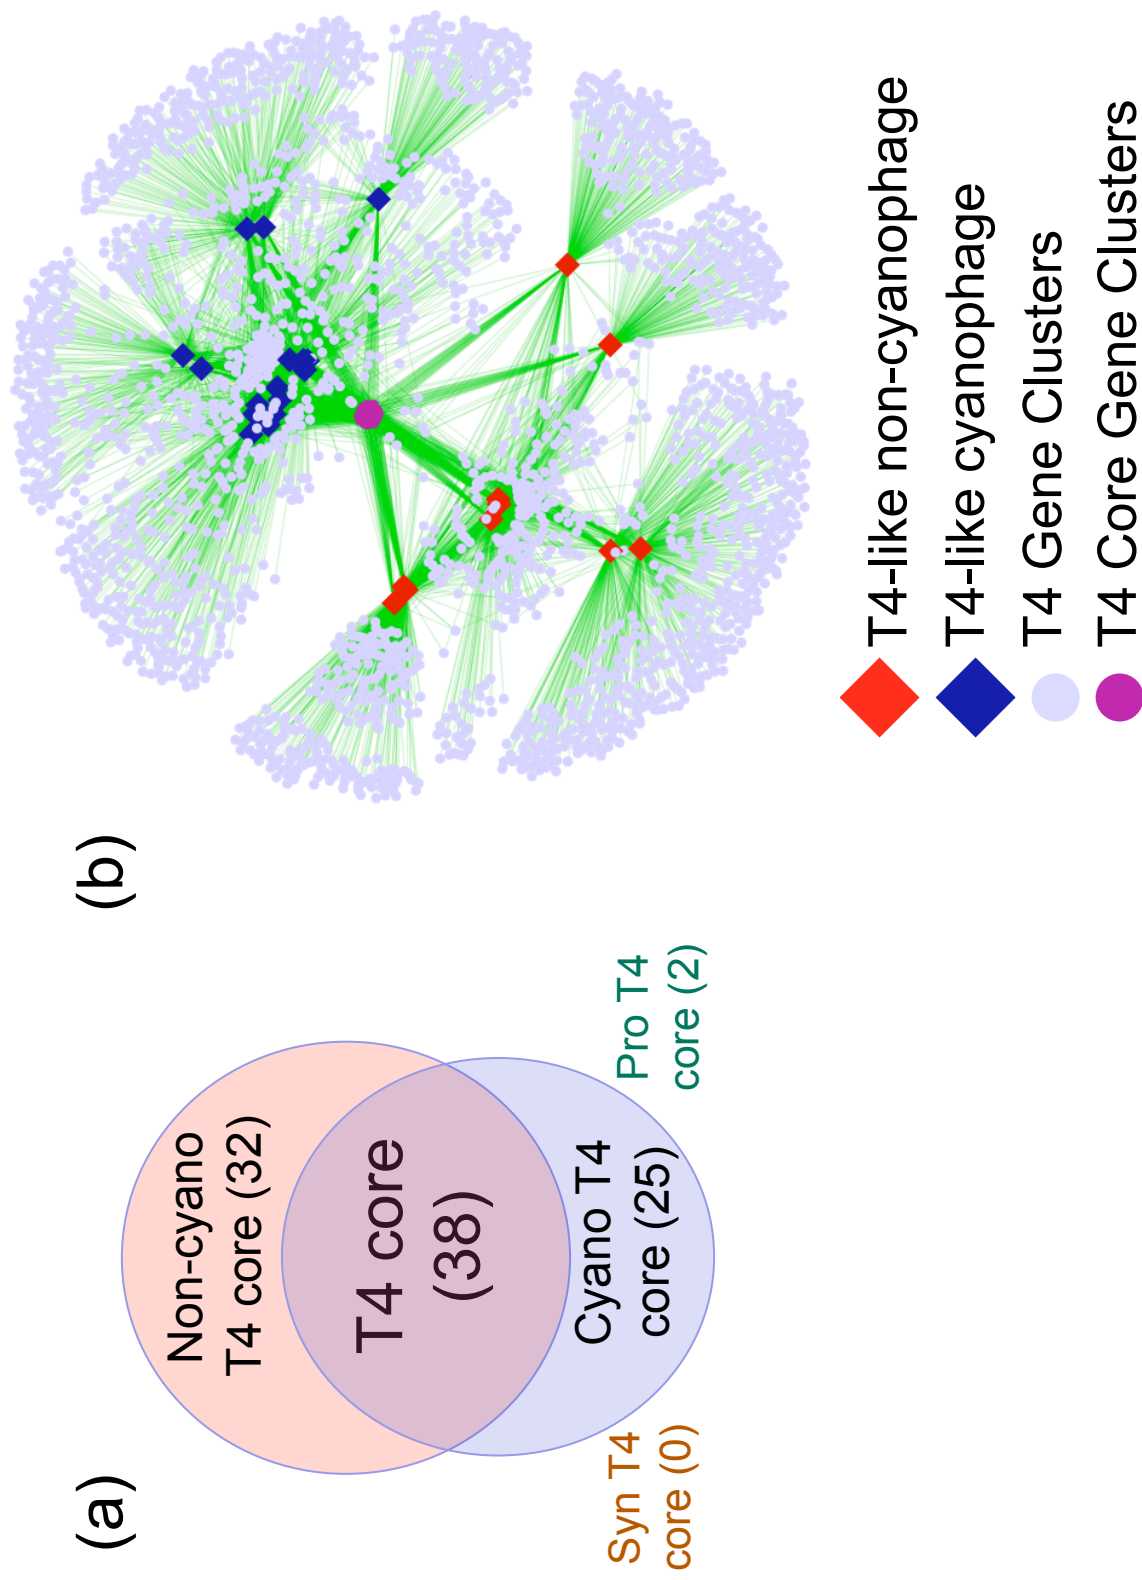 (a)
Non-cyano
T4 core (32)
T4 core
(38)
Cyano T4
core (25)
Syn T4
core (0)
Pro T4
core (2)
(b)
T4-like non-cyanophage
T4-like cyanophage
T4 Gene Clusters
T4 Core Gene Clusters